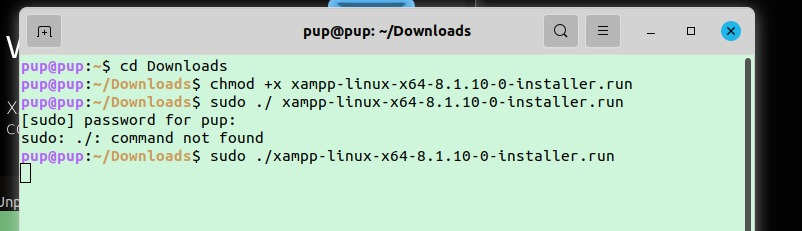 pup@pup: ~/Downloads
pup@pup:~$ cd Downloads
pup@pup:~/Downloads$ chmod +x xampp-linux-x64-8.1.10-0-installer.run
pup@pup:~/Downloads$ sudo ./ xampp-linux-x64-8.1.10-0-installer.run
[sudo] password for pup:
sudo: ./: command not found
pup@pup:~/Downloads$ sudo ./xampp-linux-x64-8.1.10-0-installer.run